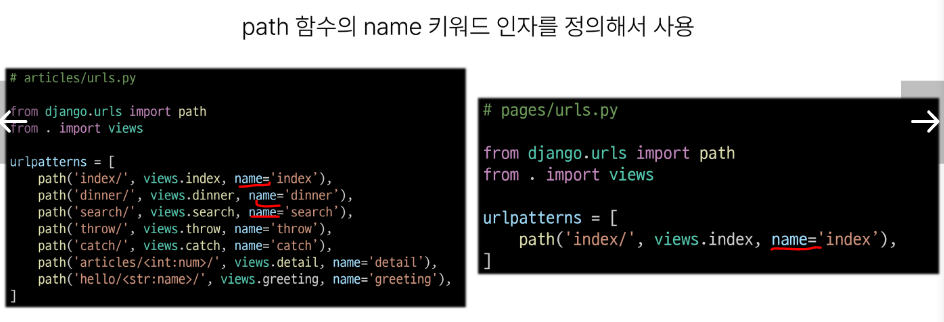 path 함수의 name 키워드 인자를 정의해서 사용
# articles/urls.py
from django.urls import path
from . import views
urlpatterns = [
path('index/', views.index, name='index'),
path('dinner/', views.dinner, name='dinner'),
path('search/', views.search, name='search'),
path('throw/', views.throw, name='throw'),
path('catch/', views.catch, name='catch'),
path('articles/<int:num>/', views.detail, name='detail'),
path('hello/<str:name>/', views.greeting, name='greeting'),
]
# pages/urls.py
from django.urls import path
from . import views
urlpatterns = [
path('index/', views.index, name='index'),
]